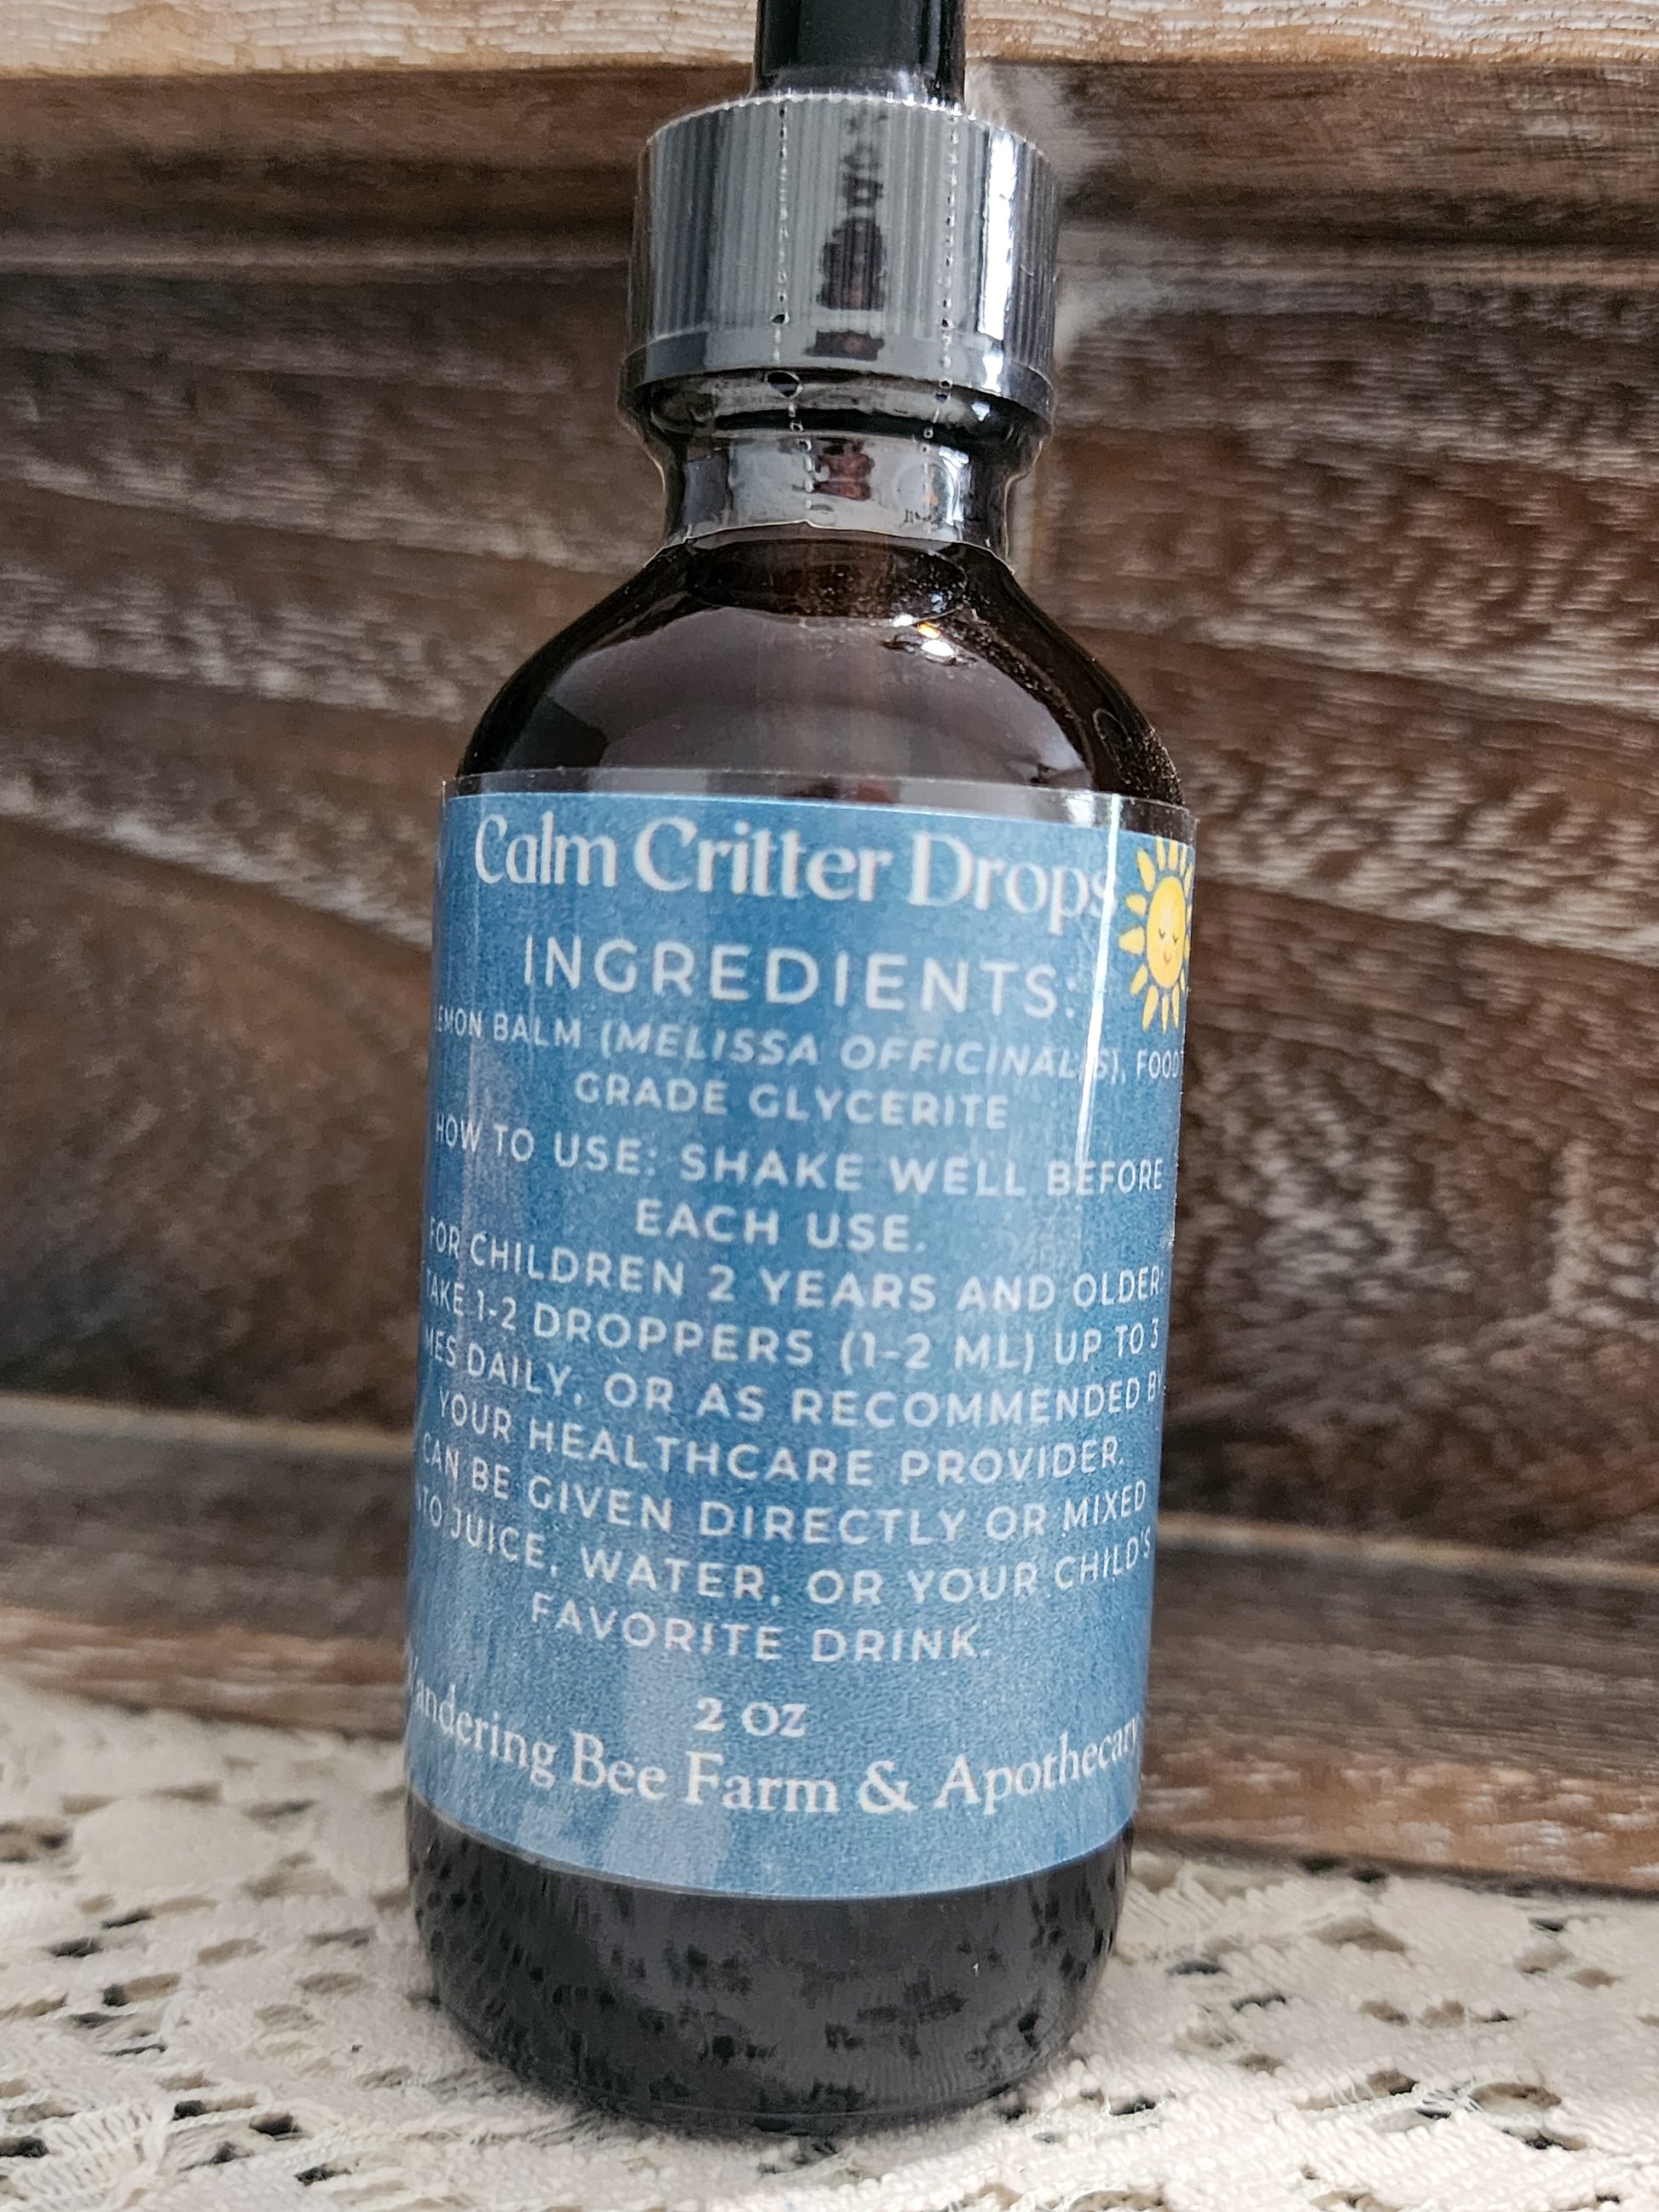 Calm Critter Drops
INGREDIENTS:
LEMON BALM (MELISSA OFFICINALIS), FOOD
GRADE GLYCERITE
HOW TO USE: SHAKE WELL BEFORE
EACH USE.
FOR CHILDREN 2 YEARS AND OLDER:
TAKE 1-2 DROPPERS (1-2 ML) UP TO 3
MES DAILY, OR AS RECOMMENDED BY
YOUR HEALTHCARE PROVIDER.
CAN BE GIVEN DIRECTLY OR MIXED
TO JUICE, WATER, OR YOUR CHILD'S
FAVORITE DRINK.
2 oz
andering Bee Farm & Apothecary